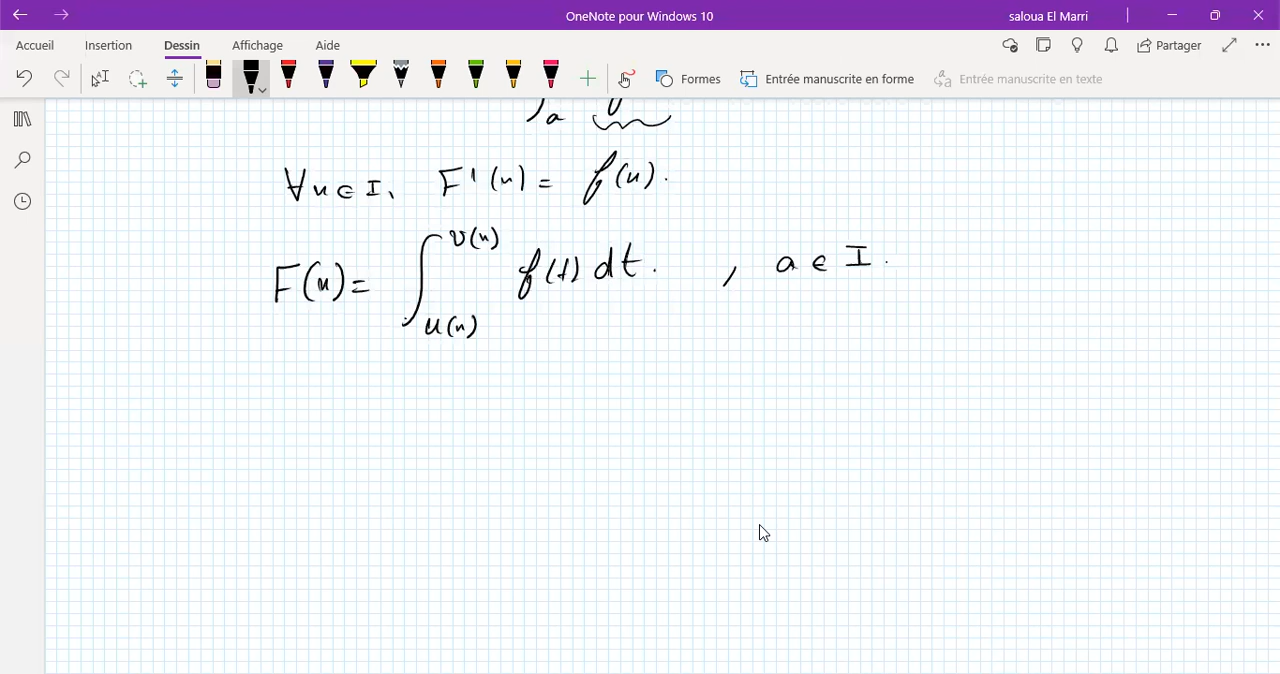 OneNote pour Windows 10
saloua El Marri
Accueil Insertion Dessin Affichage Aide
Partager
Formes Entrée manuscrite en forme Entrée manuscrite en texte
∫_a
∀x ∈ I, F'(x) = f(x).
F(x) = ∫_{u(x)}^{v(x)} f(t) dt. , a ∈ I.